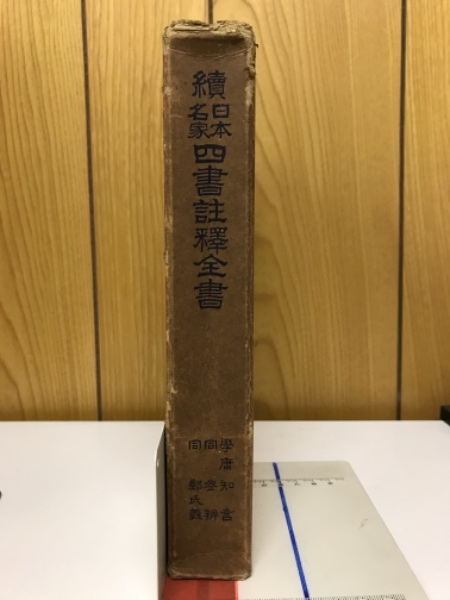 續日本名家四書註釋全書
學庸知言
同 參辨
同 鄭氏義